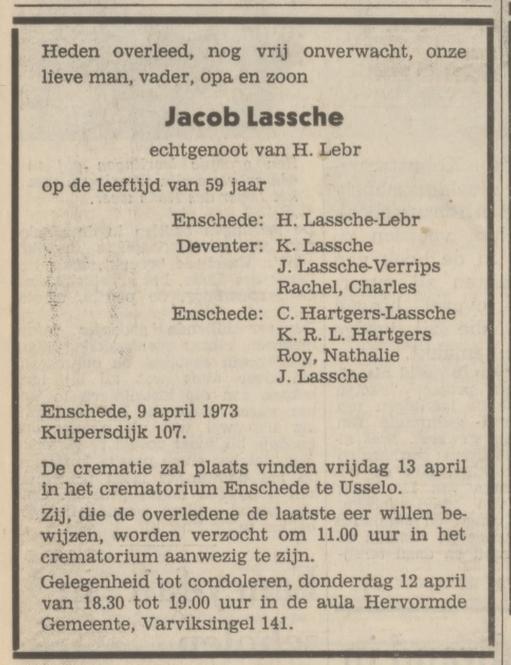 Heden overleed, nog vrij onverwacht, onze
lieve man, vader, opa en zoon
Jacob Lassche
echtgenoot van H. Lebr
op de leeftijd van 59 jaar
Enschede: H. Lassche-Lebr
Deventer: K. Lassche
J. Lassche-Verrips
Rachel, Charles
Enschede: C. Hartgers-Lassche
K. R. L. Hartgers
Roy, Nathalie
J. Lassche
Enschede, 9 april 1973
Kuipersdijk 107.
De crematie zal plaats vinden vrijdag 13 april
in het crematorium Enschede te Usselo.
Zij, die de overledene de laatste eer willen be-
wijzen, worden verzocht om 11.00 uur in het
crematorium aanwezig te zijn.
Gelegenheid tot condoleren, donderdag 12 april
van 18.30 tot 19.00 uur in de aula Hervormde
Gemeente, Varviksingel 141.